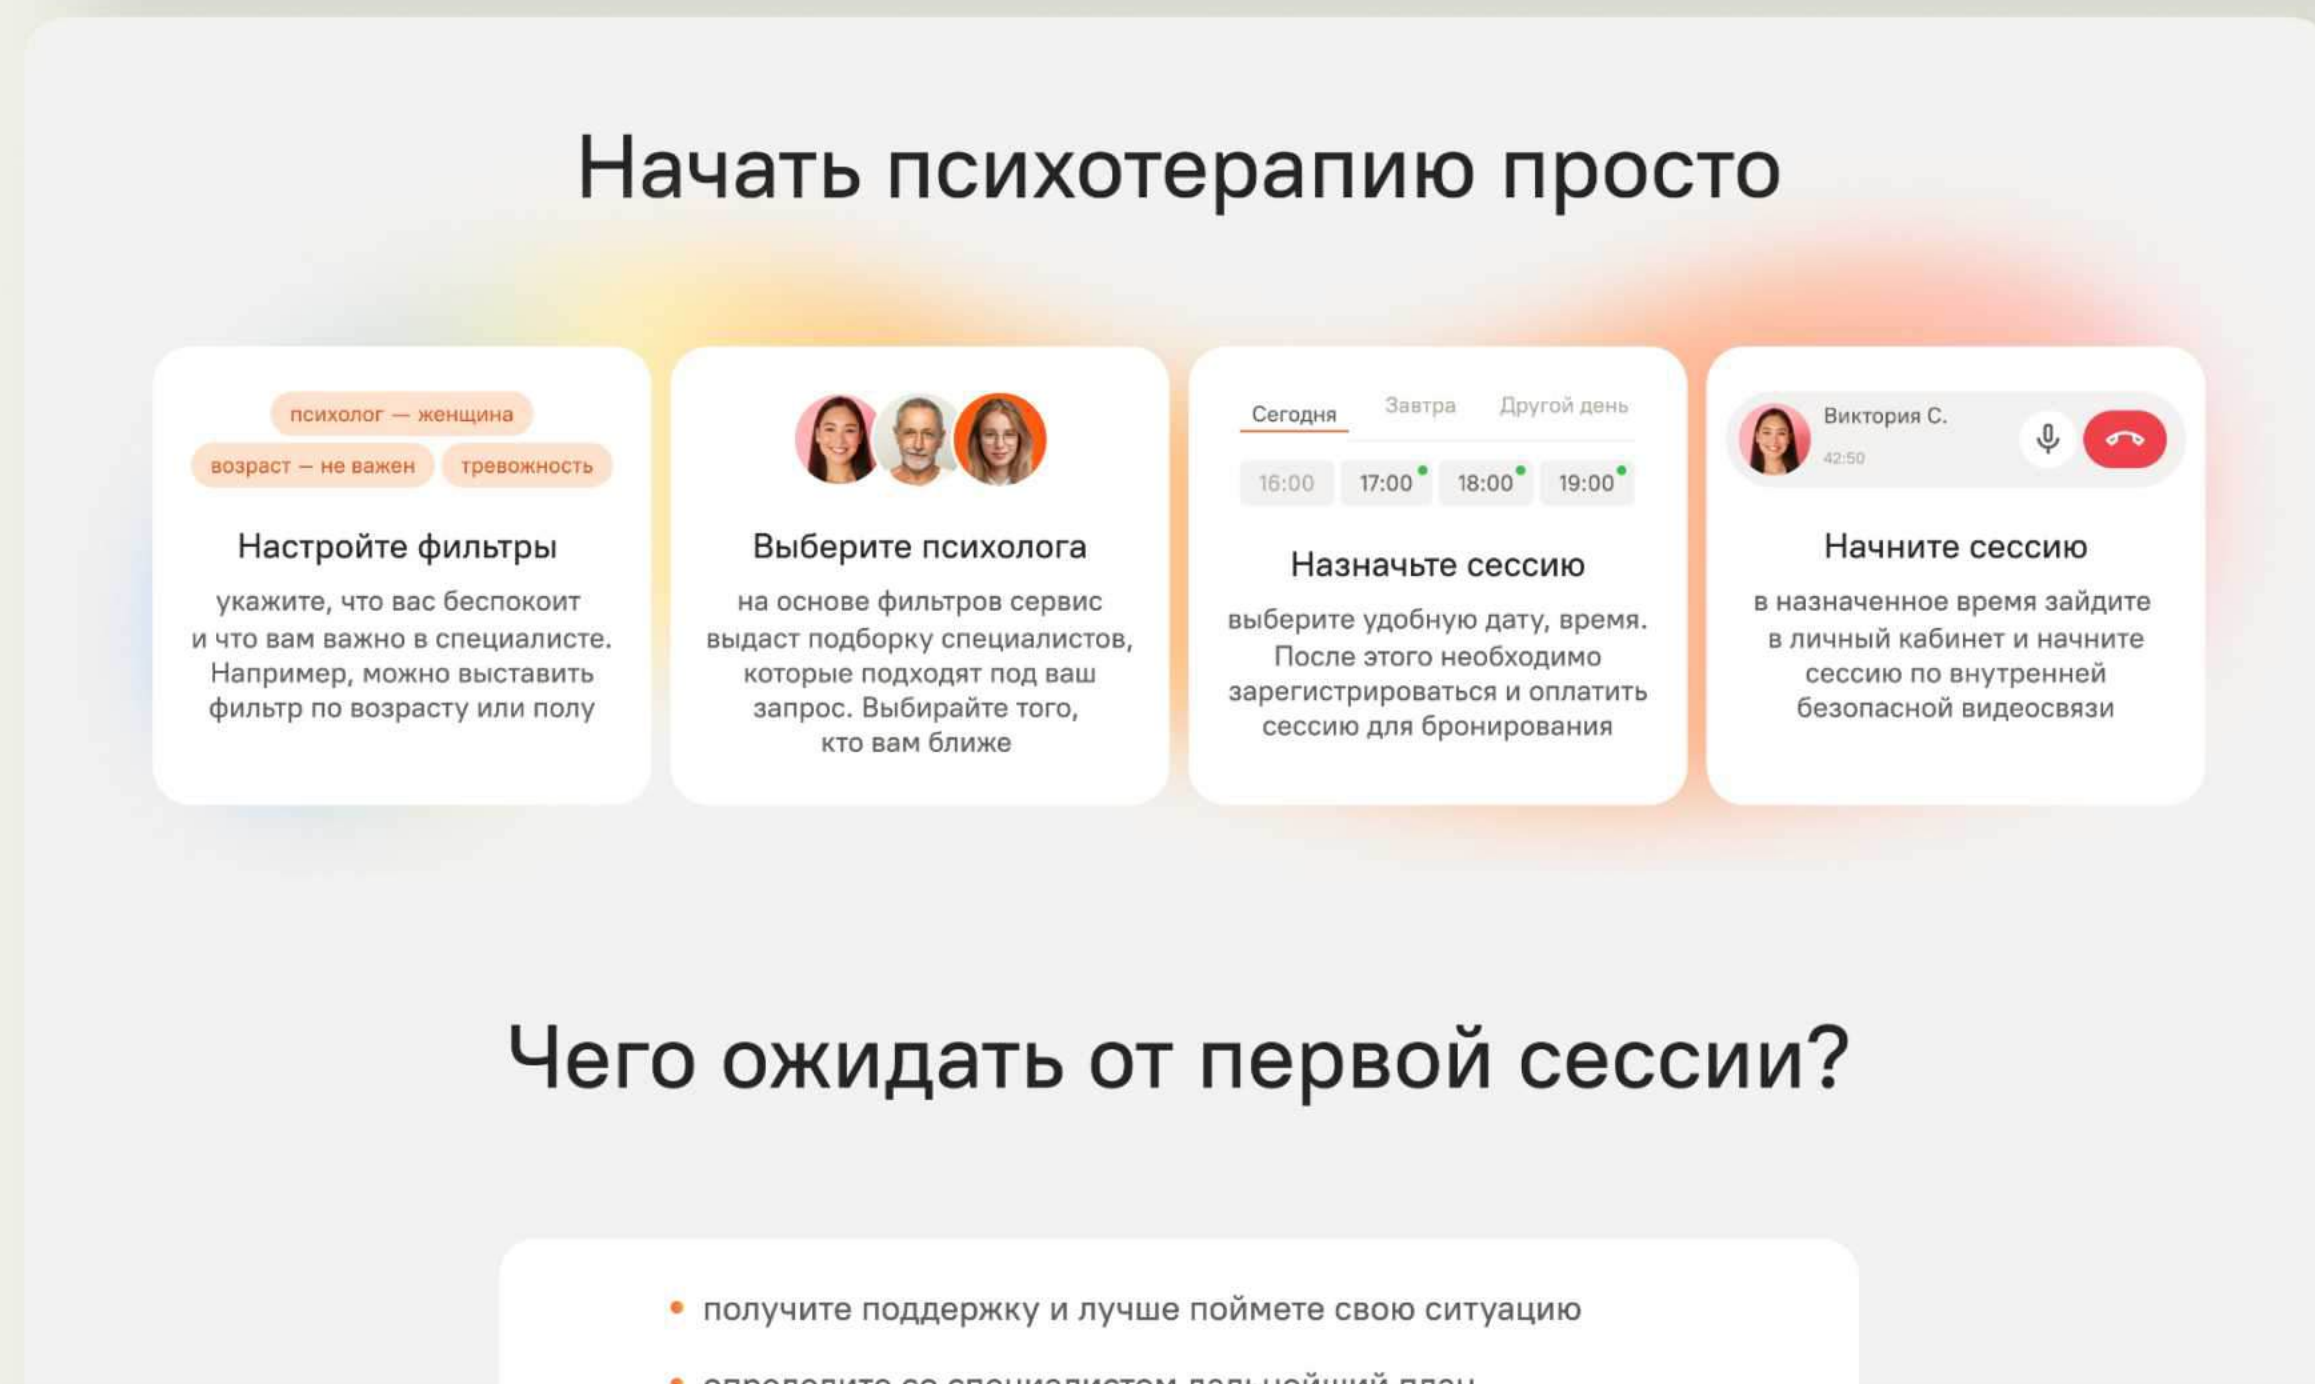 Начать психотерапию просто
психолог — женщина
возраст — не важен
тревожность
Настройте фильтры
укажите, что вас беспокоит
и что вам важно в специалисте.
Например, можно выставить
фильтр по возрасту или полу
Выберите психолога
на основе фильтров сервис
выдаст подборку специалистов,
которые подходят под ваш
запрос. Выбирайте того,
кто вам ближе
Сегодня
Завтра
Другой день
16:00
17:00
18:00
19:00
Назначьте сессию
выберите удобную дату, время.
После этого необходимо
зарегистрироваться и оплатить
сессию для бронирования
Виктория С.
42:50
Начните сессию
в назначенное время зайдите
в личный кабинет и начните
сессию по внутренней
безопасной видеосвязи
Чего ожидать от первой сессии?
• получите поддержку и лучше поймете свою ситуацию
• определите со специалистом дальнейший план